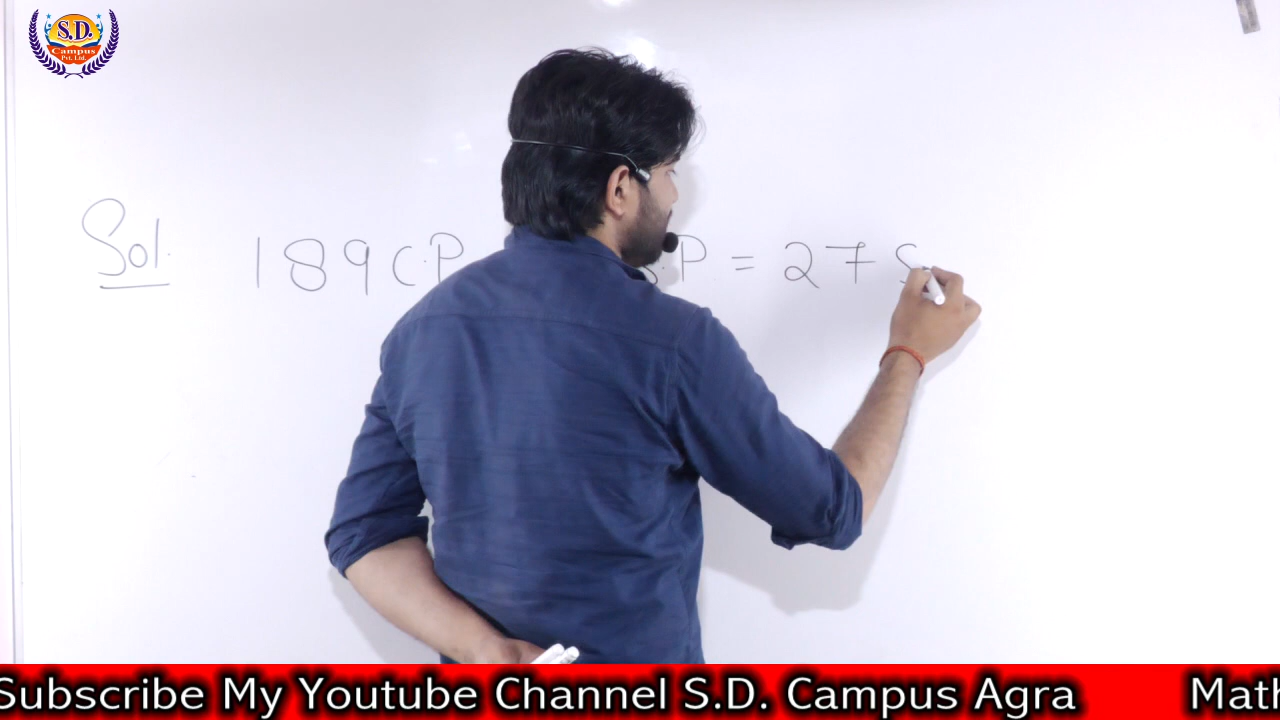 S.D.
Campus
Pvt. Ltd.
Sol. 189 C.P S.P = 27 S
Subscribe My Youtube Channel S.D. Campus Agra Math